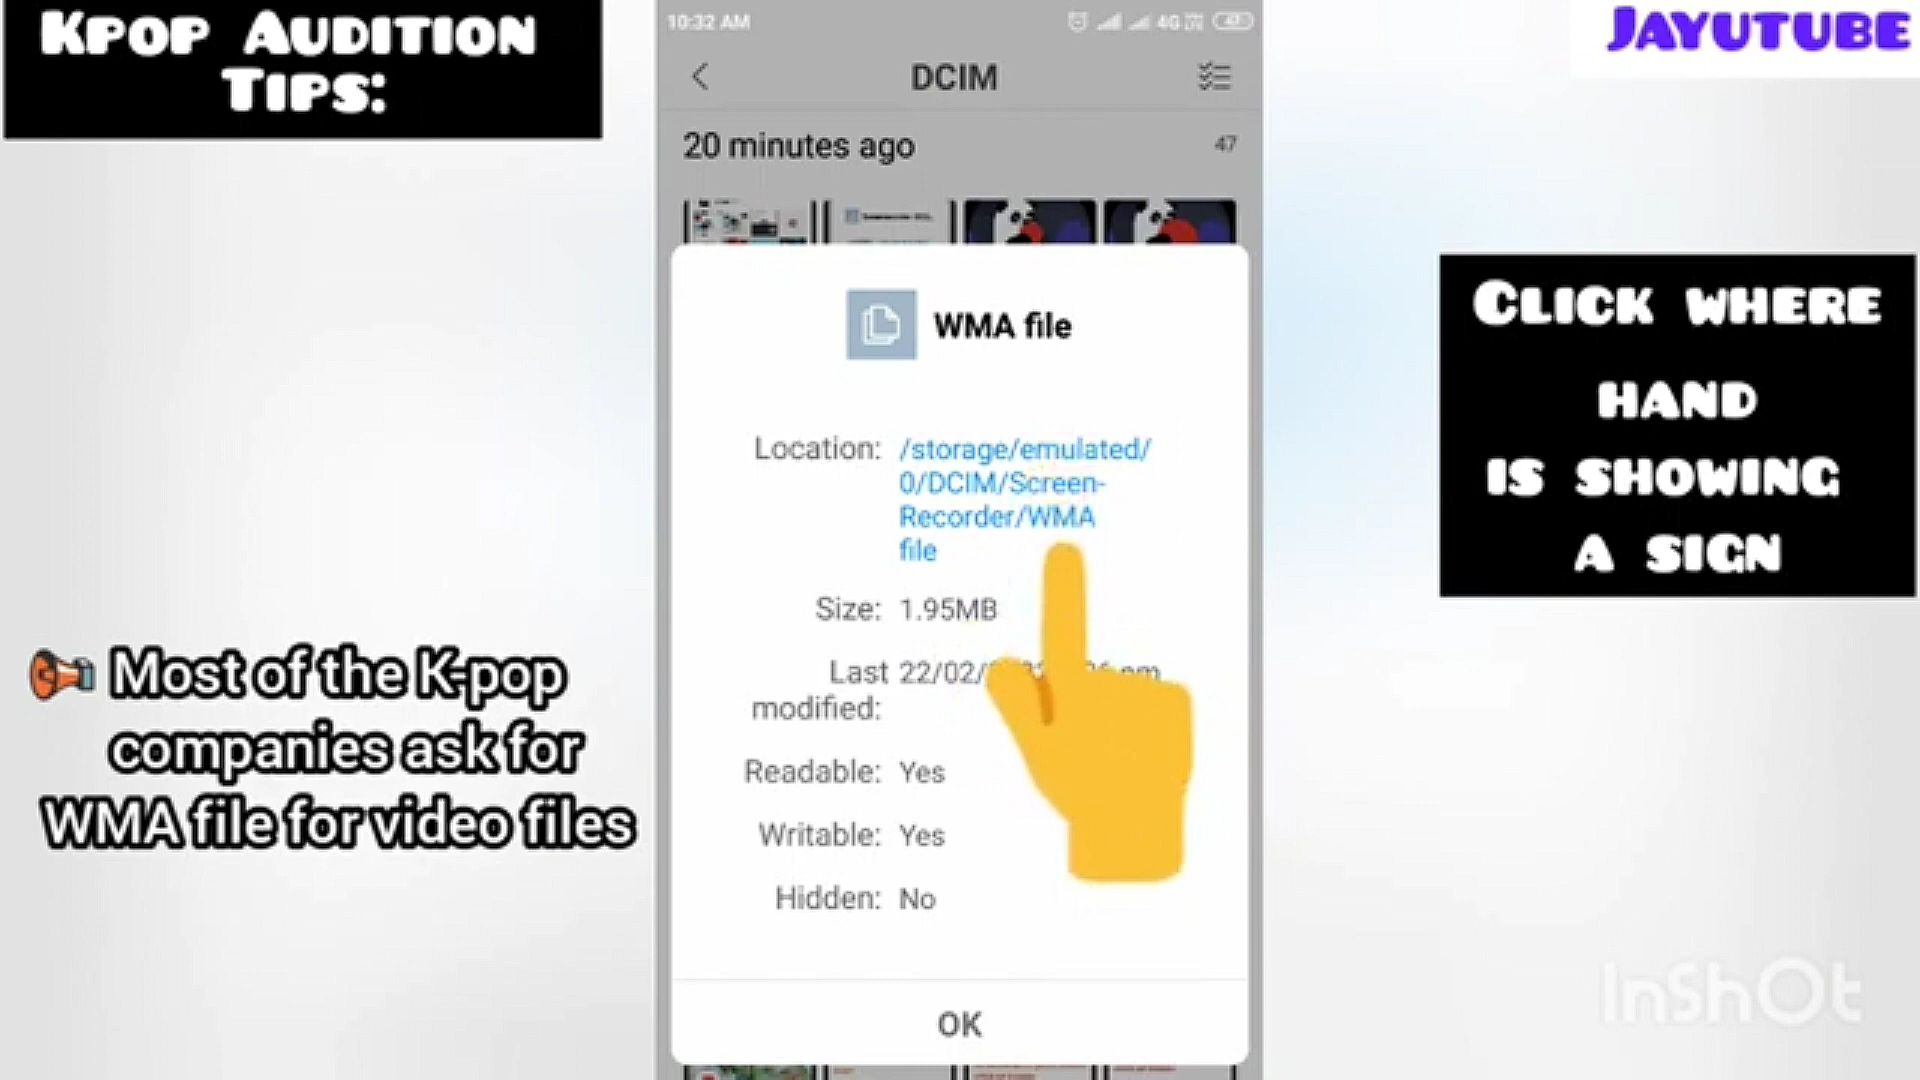 Kpop Audition
Tips:
Jayutube
10:32 AM
4G
DCIM
20 minutes ago
47
WMA file
Location: /storage/emulated/
0/DCIM/Screen-
Recorder/WMA
file
Size: 1.95MB
Last 22/02/ pm
modified:
Readable: Yes
Writable: Yes
Hidden: No
OK
Click where
hand
is showing
a sign
Most of the K-pop
companies ask for
WMA file for video files
InShOt